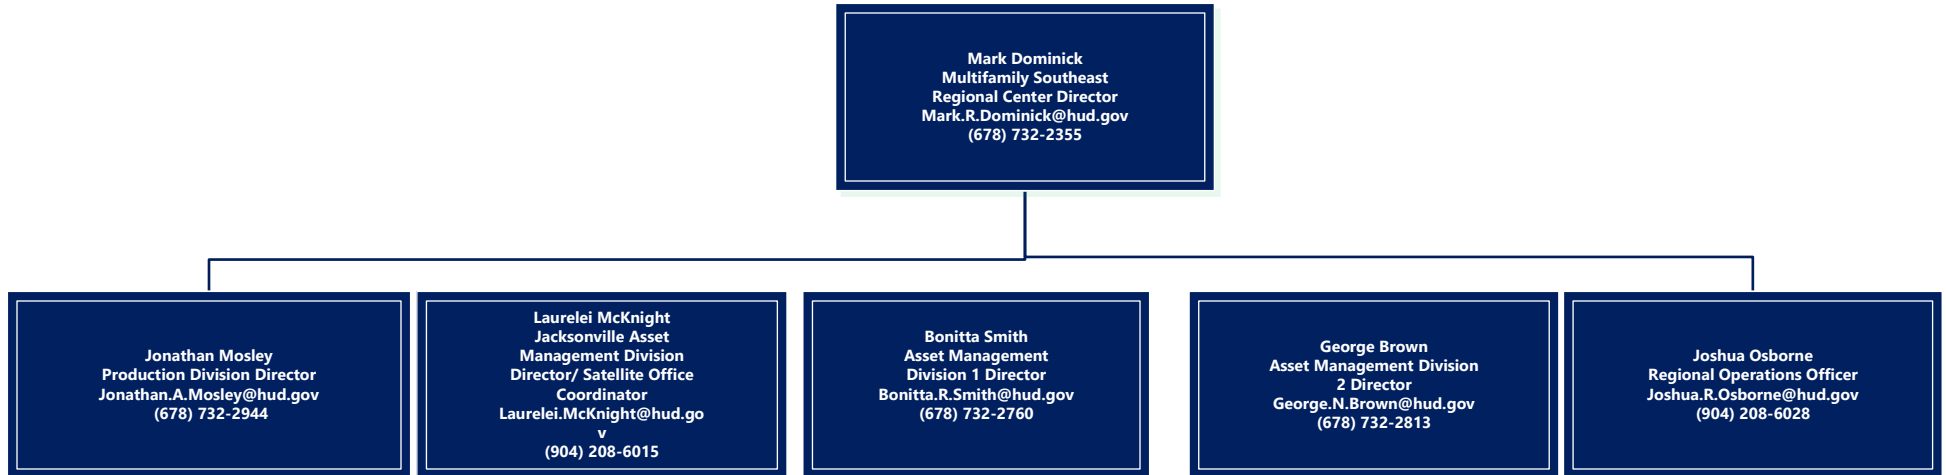 Mark Dominick
Multifamily Southeast
Regional Center Director
Mark.R.Dominick@hud.gov
(678) 732-2355
Jonathan Mosley
Production Division Director
Jonathan.A.Mosley@hud.gov
(678) 732-2944
Laurelei McKnight
Jacksonville Asset
Management Division
Director/ Satellite Office
Coordinator
Laurelei.McKnight@hud.go
v
(904) 208-6015
Bonitta Smith
Asset Management
Division 1 Director
Bonitta.R.Smith@hud.gov
(678) 732-2760
George Brown
Asset Management Division
2 Director
George.N.Brown@hud.gov
(678) 732-2813
Joshua Osborne
Regional Operations Officer
Joshua.R.Osborne@hud.gov
(904) 208-6028